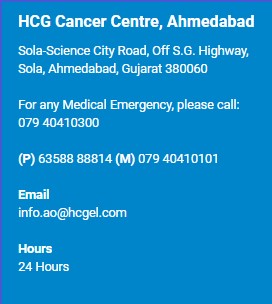 HCG Cancer Centre, Ahmedabad
Sola-Science City Road, Off S.G. Highway,
Sola, Ahmedabad, Gujarat 380060
For any Medical Emergency, please call:
079 40410300
(P) 63588 88814 (M) 079 40410101
Email
info.ao@hcgel.com
Hours
24 Hours